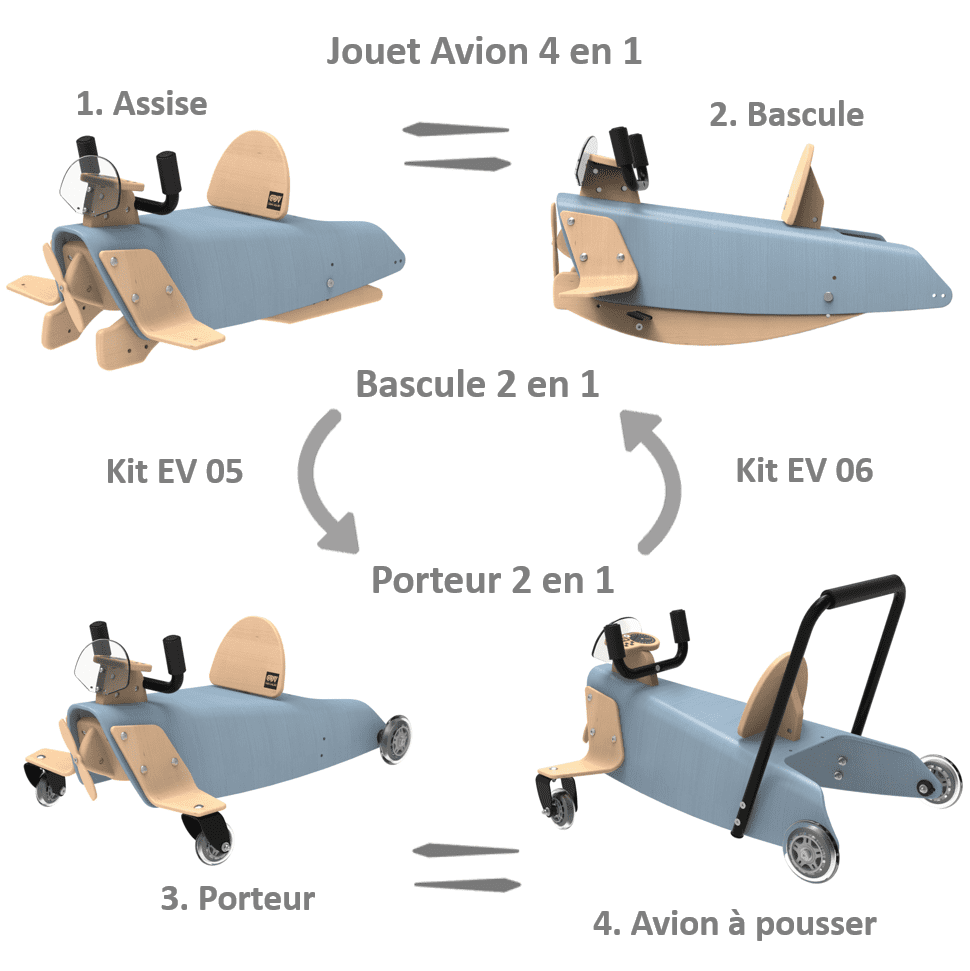 Jouet Avion 4 en 1
1. Assise
2. Bascule
Bascule 2 en 1
Kit EV 05
Kit EV 06
Porteur 2 en 1
3. Porteur
4. Avion à pousser